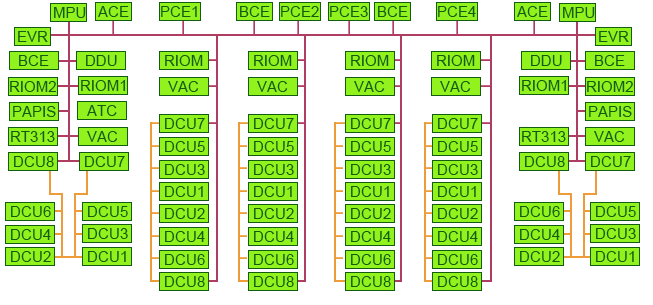 MPU ACE PCE1 BCE PCE2 PCE3 BCE PCE4 ACE MPU
EVR EVR
BCE DDU RIOM RIOM RIOM RIOM DDU BCE
RIOM2 RIOM1 VAC VAC VAC VAC RIOM1 RIOM2
PAPIS ATC PAPIS
DCU7 DCU7 DCU7 DCU7
RT313 VAC DCU5 DCU5 DCU5 DCU5 RT313 VAC
DCU8 DCU7 DCU3 DCU3 DCU3 DCU3 DCU8 DCU7
DCU1 DCU1 DCU1 DCU1
DCU6 DCU5 DCU2 DCU2 DCU2 DCU2 DCU6 DCU5
DCU4 DCU3 DCU4 DCU4 DCU4 DCU4 DCU4 DCU3
DCU2 DCU1 DCU6 DCU6 DCU6 DCU6 DCU2 DCU1
DCU8 DCU8 DCU8 DCU8